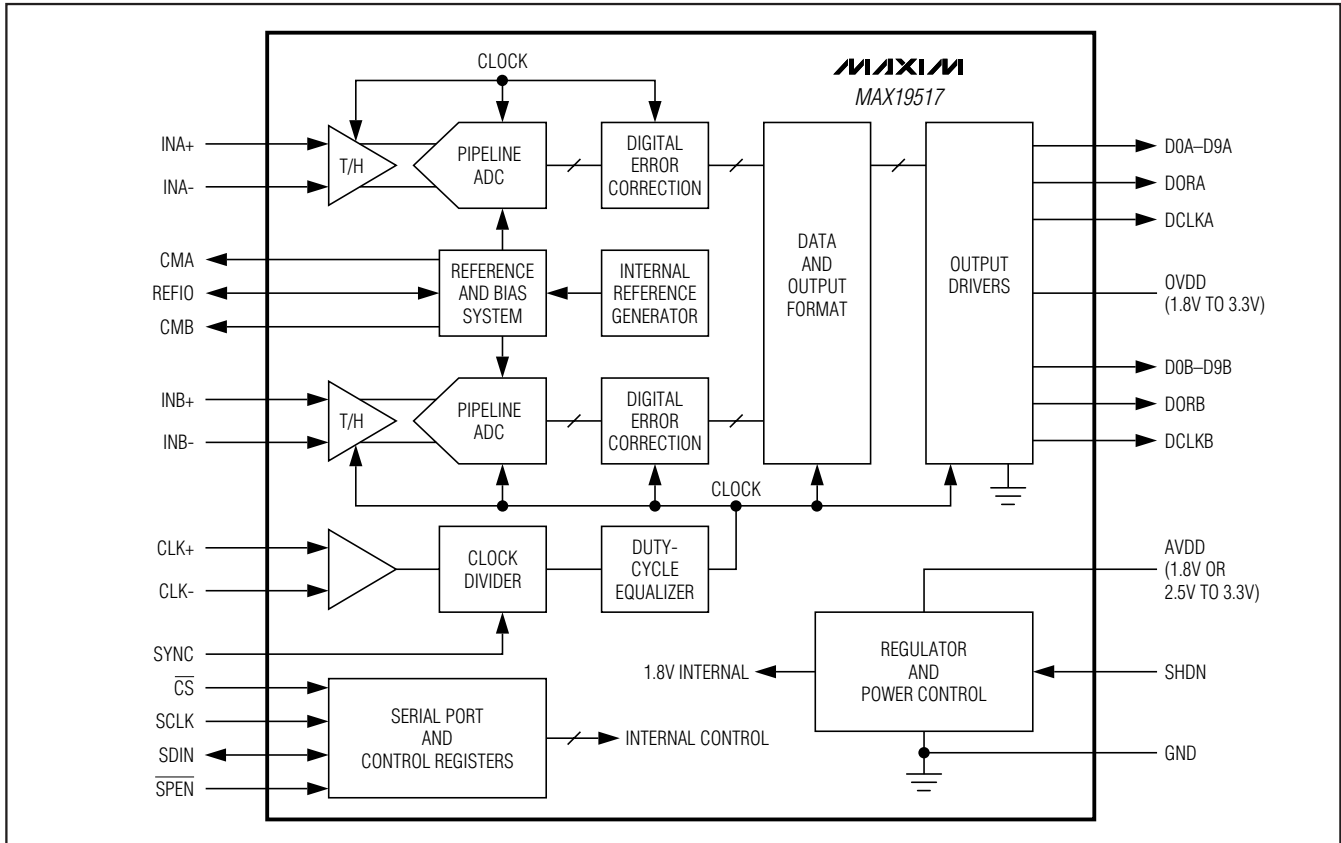 CLOCK
MAXIM
MAX19517
INA+
INA-
T/H
PIPELINE
ADC
DIGITAL
ERROR
CORRECTION
DATA
AND
OUTPUT
FORMAT
OUTPUT
DRIVERS
D0A–D9A
DORA
DCLKA
CMA
REFIO
CMB
REFERENCE
AND BIAS
SYSTEM
INTERNAL
REFERENCE
GENERATOR
OVDD
(1.8V TO 3.3V)
INB+
INB-
T/H
PIPELINE
ADC
DIGITAL
ERROR
CORRECTION
D0B–D9B
DORB
DCLKB
CLOCK
CLK+
CLK-
CLOCK
DIVIDER
DUTY-
CYCLE
EQUALIZER
AVDD
(1.8V OR
2.5V TO 3.3V)
SYNC
CS
SCLK
SDIN
SPEN
SERIAL PORT
AND
CONTROL REGISTERS
INTERNAL CONTROL
1.8V INTERNAL
REGULATOR
AND
POWER CONTROL
SHDN
GND